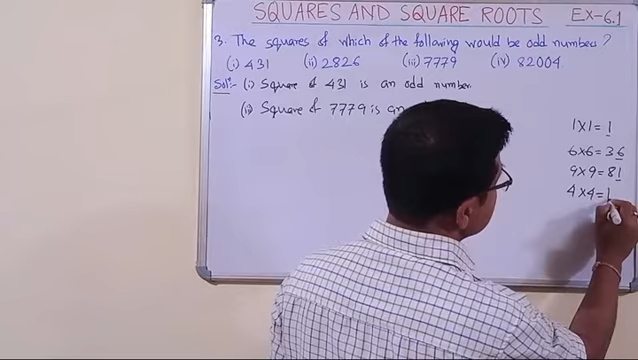 SQUARES AND SQUARE ROOTS EX-6.1
3. The squares of which of the following would be odd numbers?
(i) 431 (ii) 2826 (iii) 7779 (iv) 82004
Sol:- (i) Square of 431 is an odd number.
(ii) Square of 7779 is an
1×1= 1
6×6= 36
9×9= 81
4×4= 1